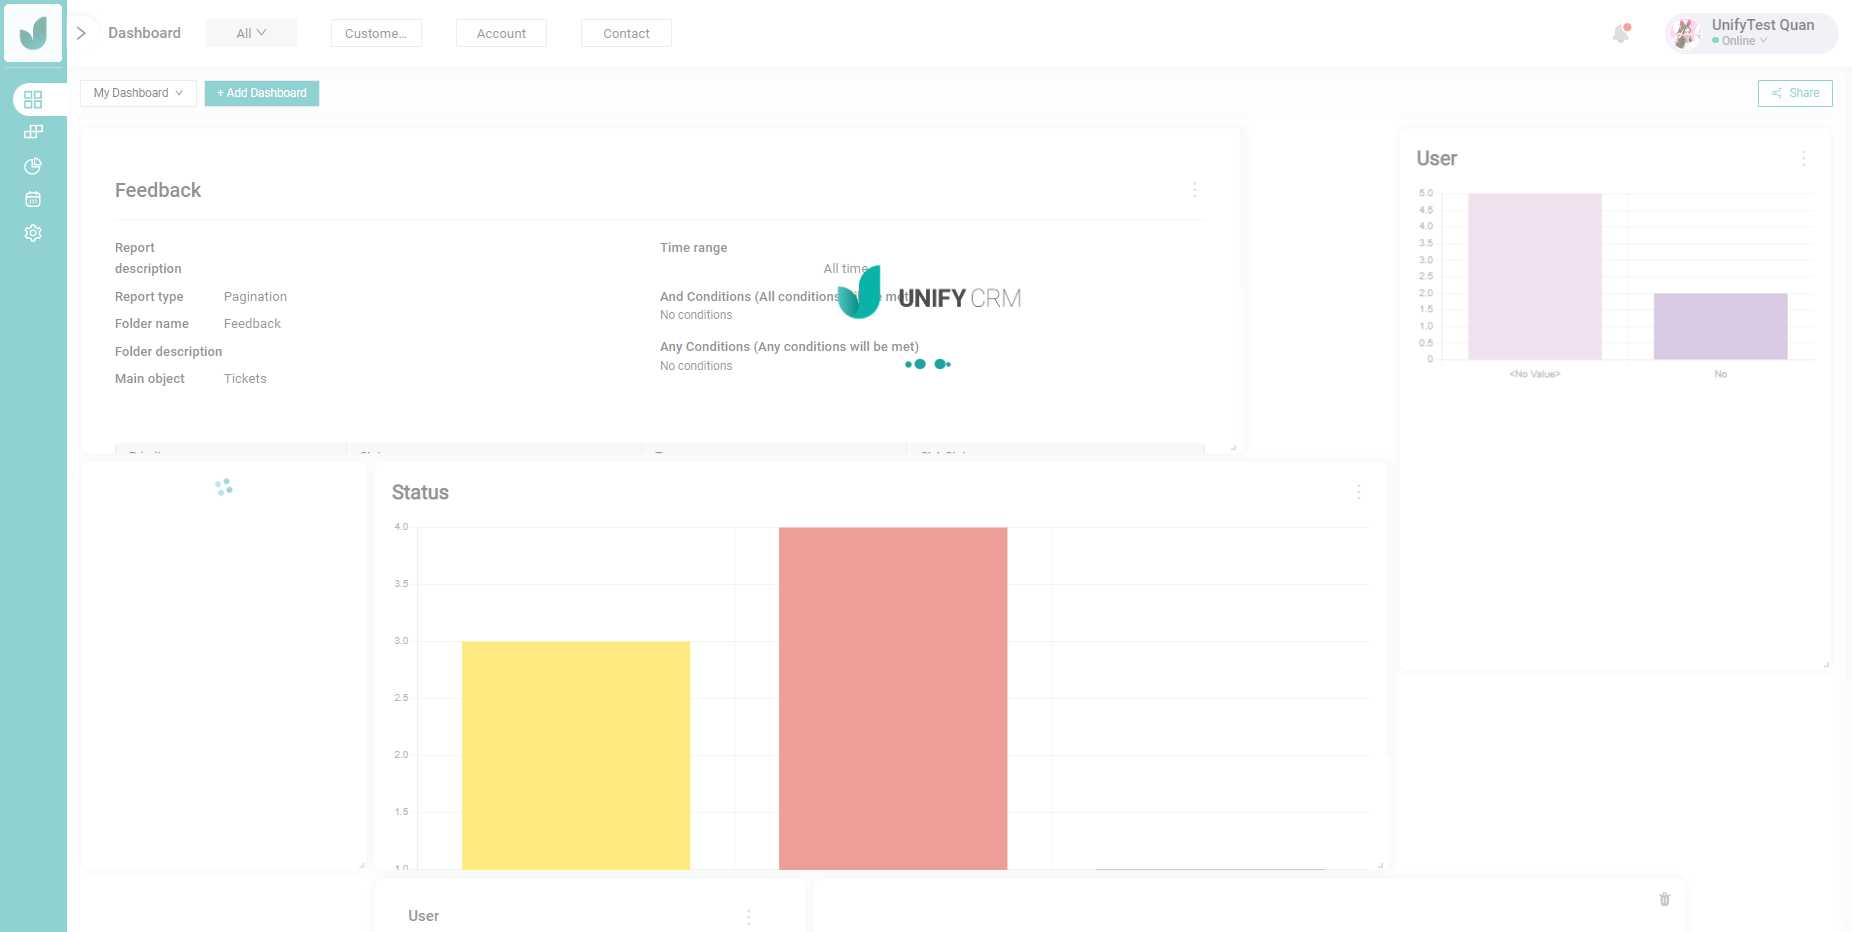 Dashboard
All
Custome...
Account
Contact
UnifyTest Quan
Online
My Dashboard
+ Add Dashboard
Share
Feedback
Report description
Report type Pagination
Folder name Feedback
Folder description
Main object Tickets
Time range
All time
And Conditions (All conditions
No conditions
Any Conditions (Any conditions will be met)
No conditions
UNIFY CRM
User
5.0
4.5
4.0
3.5
3.0
2.5
2.0
1.5
1.0
0.5
0
<No Value>
No
Status
4.0
3.5
3.0
2.5
2.0
1.5
1.0
User